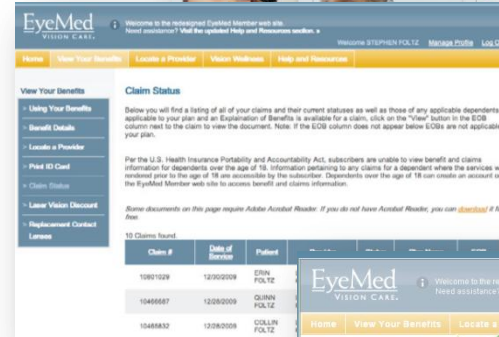 EyeMed
VISION CARE.
Welcome to the redesigned EyeMed Member web site.
Need assistance? Visit the updated Help and Resources section. »
Welcome STEPHEN FOLTZ Manage Profile Log O
Home View Your Benefits Locate a Provider Vision Wellness Help and Resources
View Your Benefits
» Using Your Benefits
» Benefit Details
» Locate a Provider
» Print ID Card
» Claim Status
» Laser Vision Discount
» Replacement Contact
Lenses
Claim Status
Below you will find a listing of all of your claims and their current statuses as well as those of any applicable dependents
applicable to your plan and an Explanation of Benefits is available for a claim, click on the "View" button in the EOB
column next to the claim to view the document. Note: If the EOB column does not appear below EOBs are not applicable
your plan.
Per the U.S. Health Insurance Portability and Accountability Act, subscribers are unable to view benefit and claims
information for dependents over the age of 18. Information pertaining to any claims for a dependent where the services w
rendered prior to the age of 18 are accessible by the subscriber. Dependents over the age of 18 can create an account o
the EyeMed Member web site to access benefit and claims information.
Some documents on this page require Adobe Acrobat Reader. If you do not have Acrobat Reader, you can download it f
free.
10 Claims found.
Claim # Date of Service Patient
12/30/2009 ERIN FOLTZ
12/26/2009 QUINN FOLTZ
12/26/2009 COLLIN FOLTZ
EyeMed
VISION CARE.
Welcome to the re
Need assistance?
Home View Your Benefits Locate a